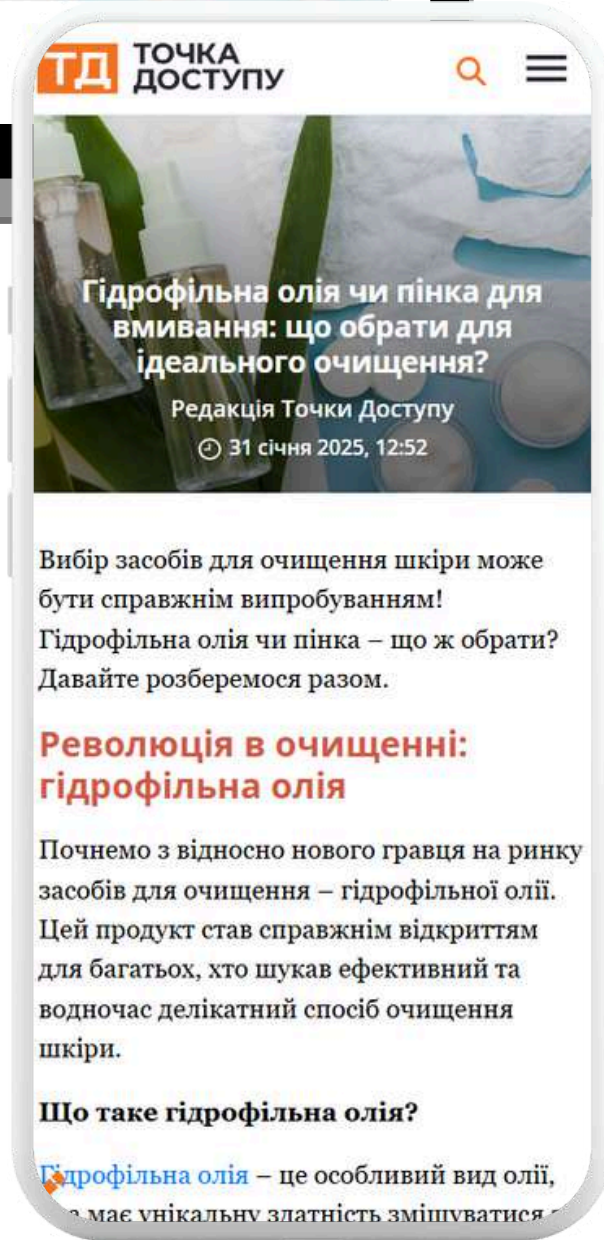 ТД ТОЧКА
ДОСТУПУ
Гідрофільна олія чи пінка для
вмивання: що обрати для
ідеального очищення?
Редакція Точки Доступу
31 січня 2025, 12:52
Вибір засобів для очищення шкіри може
бути справжнім випробуванням!
Гідрофільна олія чи пінка – що ж обрати?
Давайте розберемося разом.
Революція в очищенні:
гідрофільна олія
Почнемо з відносно нового гравця на ринку
засобів для очищення – гідрофільної олії.
Цей продукт став справжнім відкриттям
для багатьох, хто шукав ефективний та
водночас делікатний спосіб очищення
шкіри.
Що таке гідрофільна олія?
Гідрофільна олія – це особливий вид олії,
має унікальну здатність змішуватися